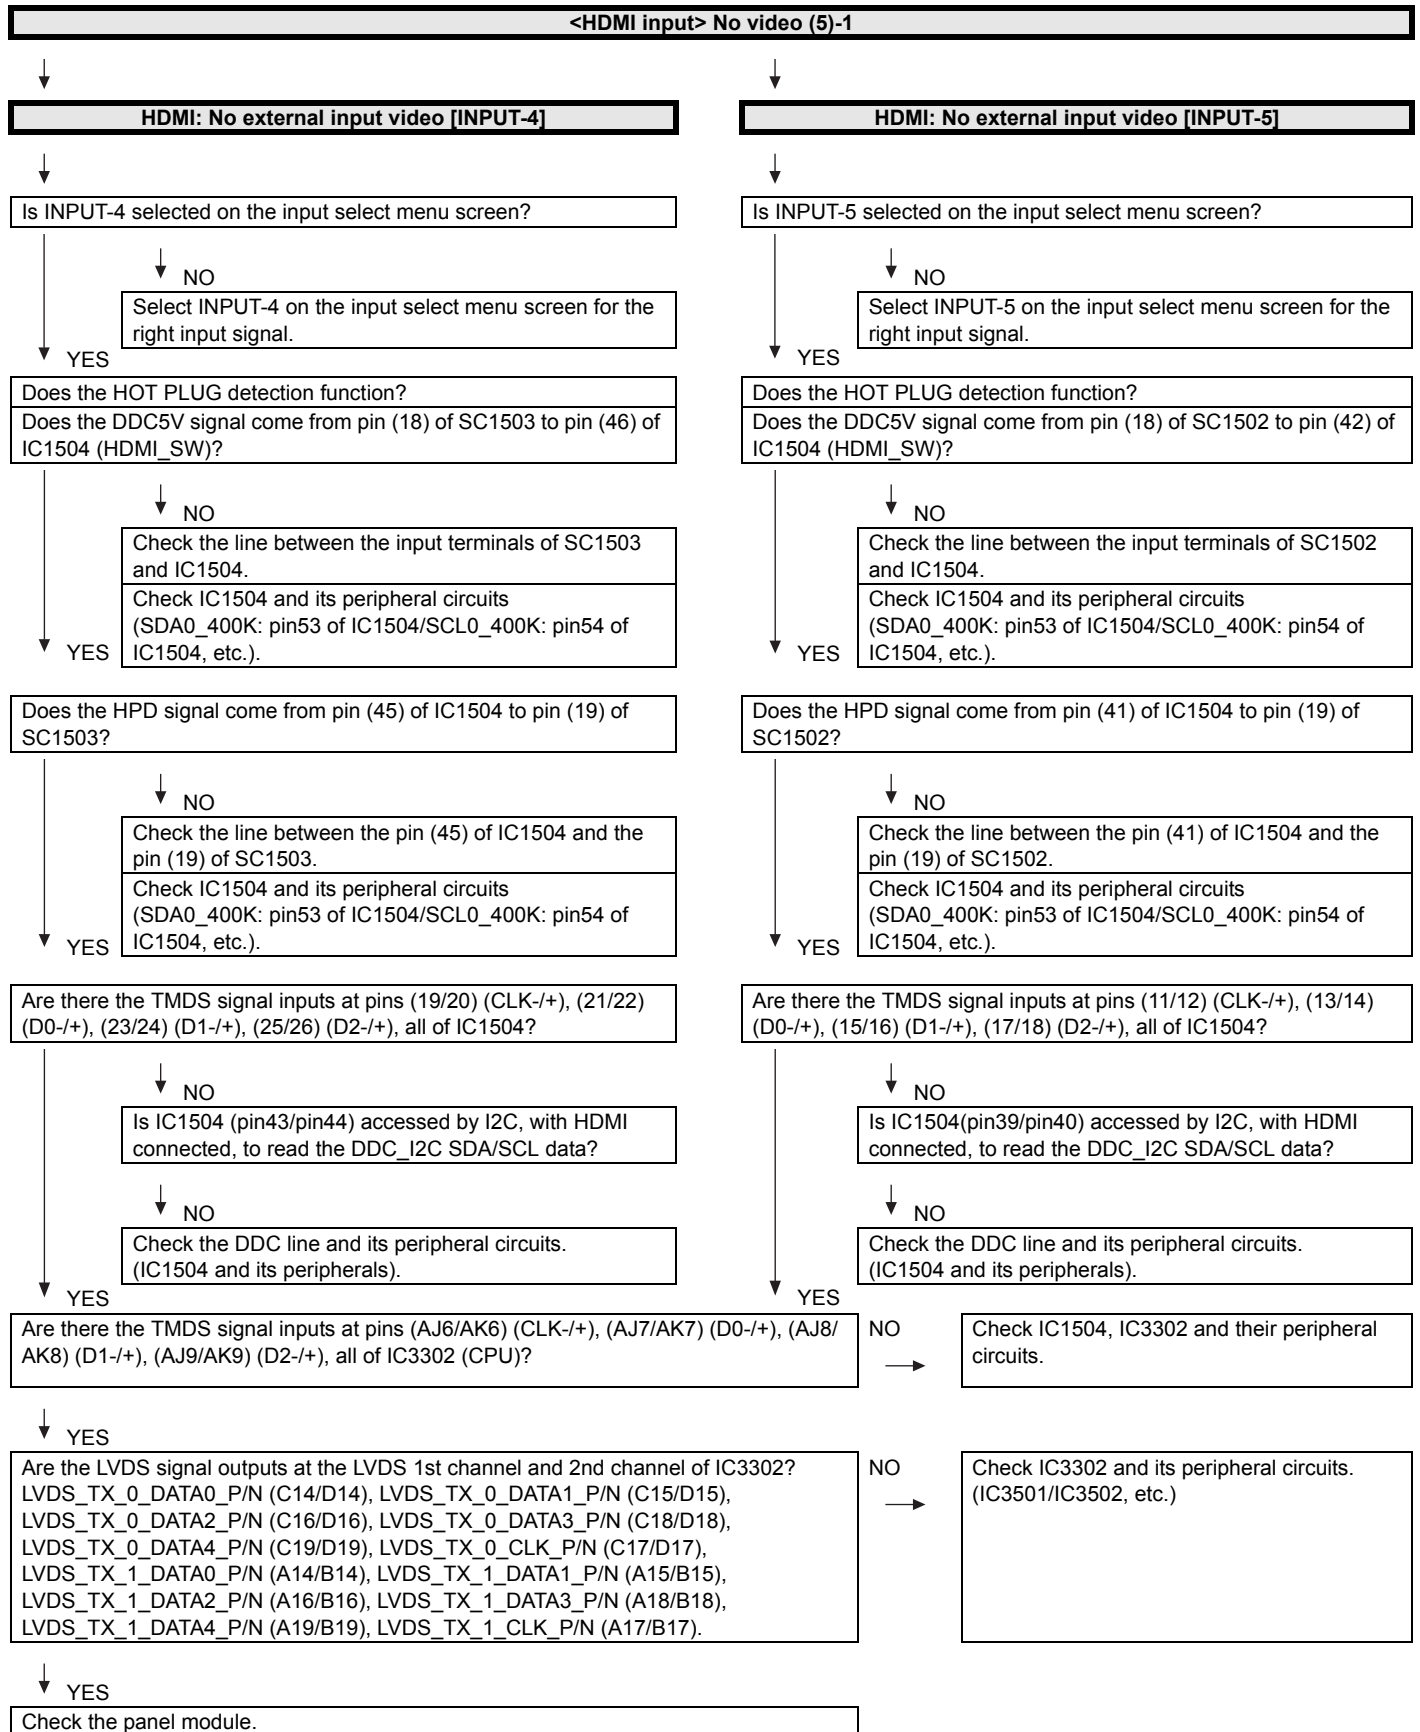 <HDMI input> No video (5)-1
HDMI: No external input video [INPUT-4]
Is INPUT-4 selected on the input select menu screen?
NO
Select INPUT-4 on the input select menu screen for the
right input signal.
YES
Does the HOT PLUG detection function?
Does the DDC5V signal come from pin (18) of SC1503 to pin (46) of
IC1504 (HDMI_SW)?
NO
Check the line between the input terminals of SC1503
and IC1504.
Check IC1504 and its peripheral circuits
(SDA0_400K: pin53 of IC1504/SCL0_400K: pin54 of
IC1504, etc.).
YES
Does the HPD signal come from pin (45) of IC1504 to pin (19) of
SC1503?
NO
Check the line between the pin (45) of IC1504 and the
pin (19) of SC1503.
Check IC1504 and its peripheral circuits
(SDA0_400K: pin53 of IC1504/SCL0_400K: pin54 of
IC1504, etc.).
YES
Are there the TMDS signal inputs at pins (19/20) (CLK-/+), (21/22)
(D0-/+), (23/24) (D1-/+), (25/26) (D2-/+), all of IC1504?
NO
Is IC1504 (pin43/pin44) accessed by I2C, with HDMI
connected, to read the DDC_I2C SDA/SCL data?
NO
Check the DDC line and its peripheral circuits.
(IC1504 and its peripherals).
YES
HDMI: No external input video [INPUT-5]
Is INPUT-5 selected on the input select menu screen?
NO
Select INPUT-5 on the input select menu screen for the
right input signal.
YES
Does the HOT PLUG detection function?
Does the DDC5V signal come from pin (18) of SC1502 to pin (42) of
IC1504 (HDMI_SW)?
NO
Check the line between the input terminals of SC1502
and IC1504.
Check IC1504 and its peripheral circuits
(SDA0_400K: pin53 of IC1504/SCL0_400K: pin54 of
IC1504, etc.).
YES
Does the HPD signal come from pin (41) of IC1504 to pin (19) of
SC1502?
NO
Check the line between the pin (41) of IC1504 and the
pin (19) of SC1502.
Check IC1504 and its peripheral circuits
(SDA0_400K: pin53 of IC1504/SCL0_400K: pin54 of
IC1504, etc.).
YES
Are there the TMDS signal inputs at pins (11/12) (CLK-/+), (13/14)
(D0-/+), (15/16) (D1-/+), (17/18) (D2-/+), all of IC1504?
NO
Is IC1504(pin39/pin40) accessed by I2C, with HDMI
connected, to read the DDC_I2C SDA/SCL data?
NO
Check the DDC line and its peripheral circuits.
(IC1504 and its peripherals).
YES
Are there the TMDS signal inputs at pins (AJ6/AK6) (CLK-/+), (AJ7/AK7) (D0-/+), (AJ8/
AK8) (D1-/+), (AJ9/AK9) (D2-/+), all of IC3302 (CPU)?
NO
Check IC1504, IC3302 and their peripheral
circuits.
YES
Are the LVDS signal outputs at the LVDS 1st channel and 2nd channel of IC3302?
LVDS_TX_0_DATA0_P/N (C14/D14), LVDS_TX_0_DATA1_P/N (C15/D15),
LVDS_TX_0_DATA2_P/N (C16/D16), LVDS_TX_0_DATA3_P/N (C18/D18),
LVDS_TX_0_DATA4_P/N (C19/D19), LVDS_TX_0_CLK_P/N (C17/D17),
LVDS_TX_1_DATA0_P/N (A14/B14), LVDS_TX_1_DATA1_P/N (A15/B15),
LVDS_TX_1_DATA2_P/N (A16/B16), LVDS_TX_1_DATA3_P/N (A18/B18),
LVDS_TX_1_DATA4_P/N (A19/B19), LVDS_TX_1_CLK_P/N (A17/B17).
NO
Check IC3302 and its peripheral circuits.
(IC3501/IC3502, etc.)
YES
Check the panel module.